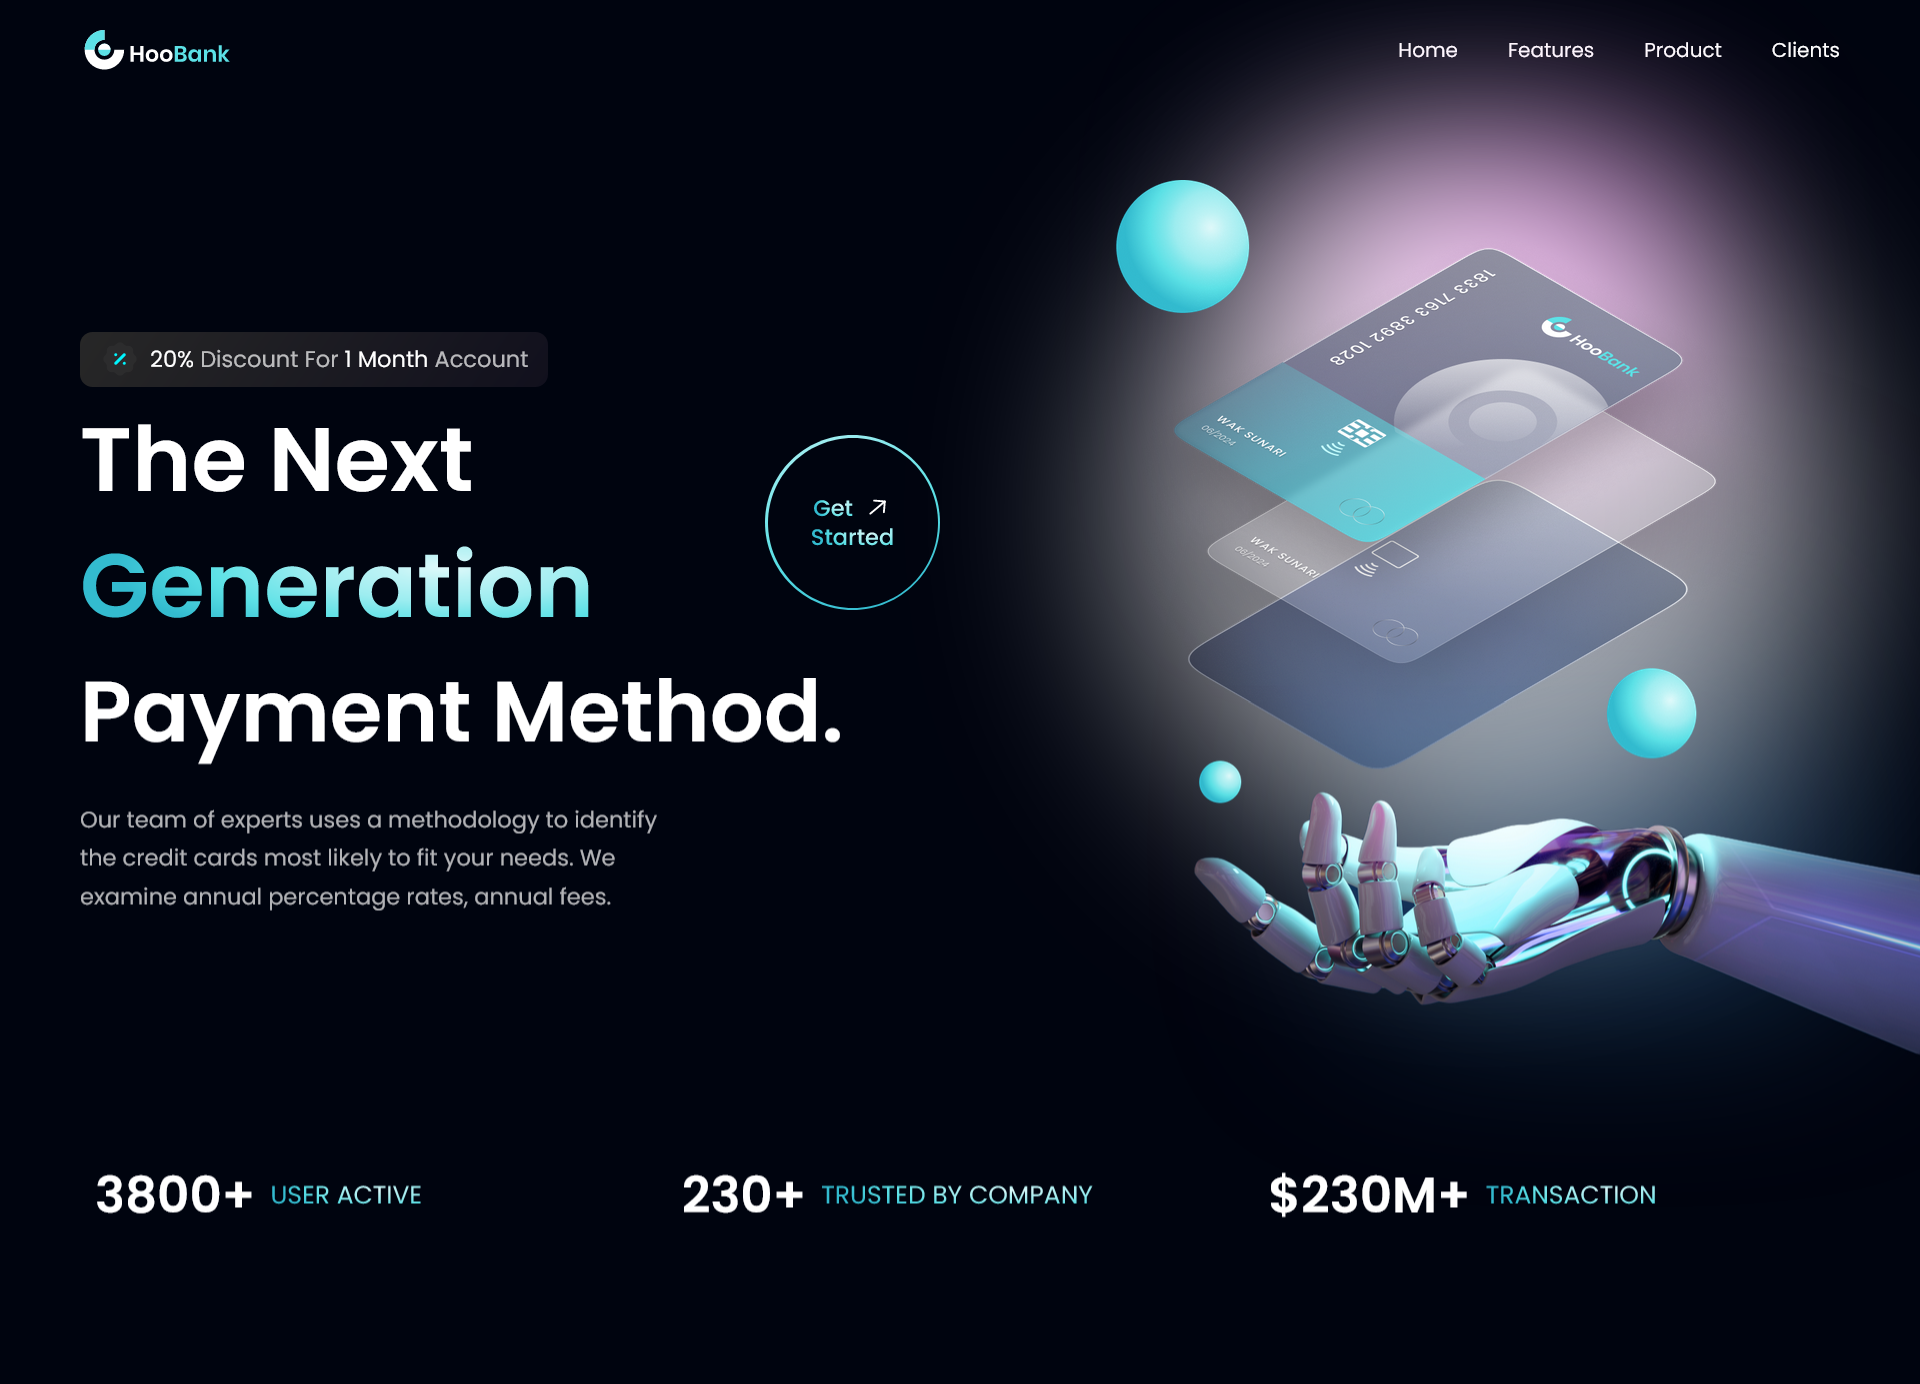 HooBank
Home
Features
Product
Clients
20% Discount For 1 Month Account
The Next
Generation
Payment Method.
Get
Started
Our team of experts uses a methodology to identify
the credit cards most likely to fit your needs. We
examine annual percentage rates, annual fees.
1833 7163 3892 1028
HooBank
WAK SUNARI
08/2024
WAK SUNARI
08/2024
3800+ USER ACTIVE
230+ TRUSTED BY COMPANY
$230M+ TRANSACTION